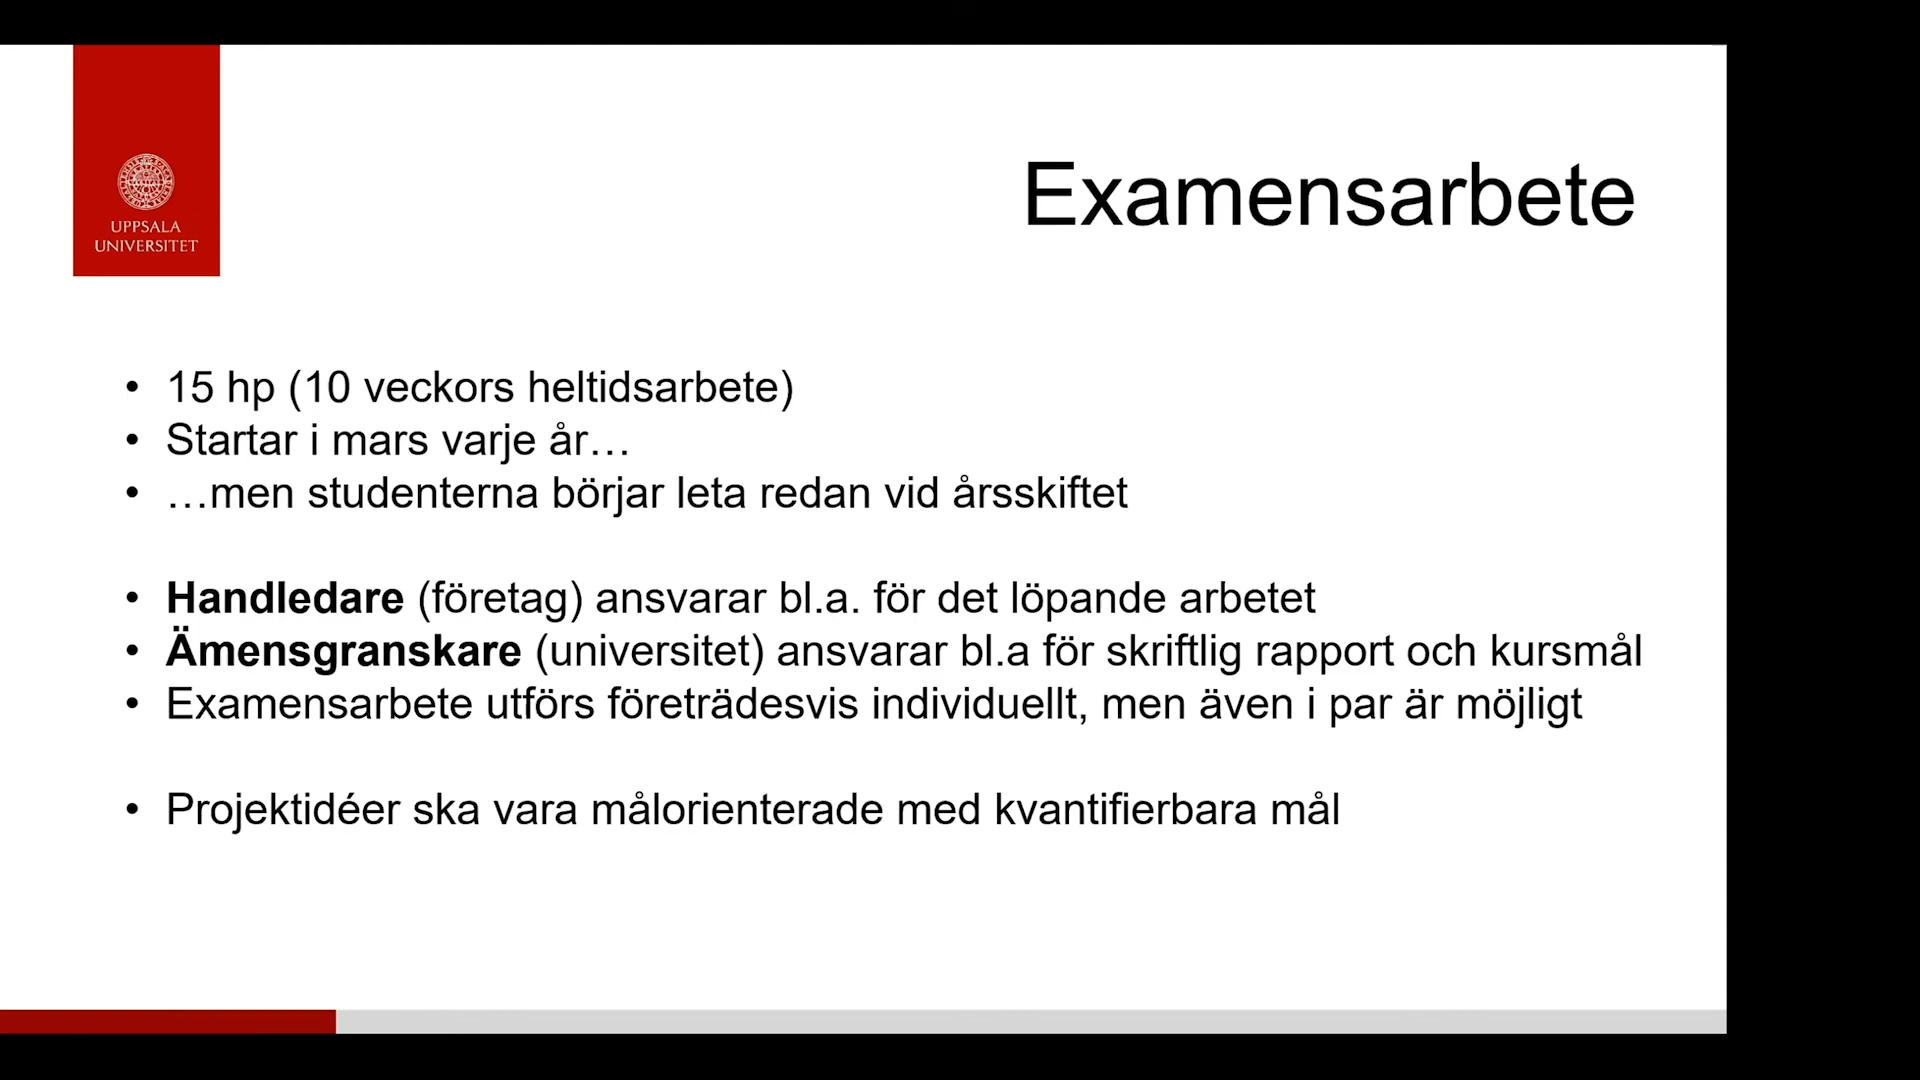 UPPSALA
UNIVERSITET
Examensarbete
• 15 hp (10 veckors heltidsarbete)
• Startar i mars varje år…
• …men studenterna börjar leta redan vid årsskiftet
• Handledare (företag) ansvarar bl.a. för det löpande arbetet
• Ämensgranskare (universitet) ansvarar bl.a för skriftlig rapport och kursmål
• Examensarbete utförs företrädesvis individuellt, men även i par är möjligt
• Projektidéer ska vara målorienterade med kvantifierbara mål